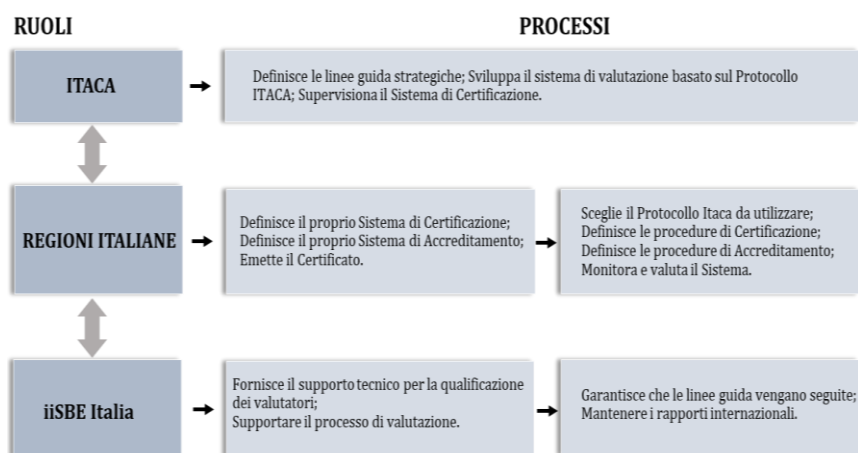 RUOLI
PROCESSI
ITACA
Definisce le linee guida strategiche; Sviluppa il sistema di valutazione basato sul Protocollo
ITACA; Supervisiona il Sistema di Certificazione.
REGIONI ITALIANE
Definisce il proprio Sistema di Certificazione;
Definisce il proprio Sistema di Accreditamento;
Emette il Certificato.
Sceglie il Protocollo Itaca da utilizzare;
Definisce le procedure di Certificazione;
Definisce le procedure di Accreditamento;
Monitora e valuta il Sistema.
iiSBE Italia
Fornisce il supporto tecnico per la qualificazione
dei valutatori;
Supportare il processo di valutazione.
Garantisce che le linee guida vengano seguite;
Mantenere i rapporti internazionali.